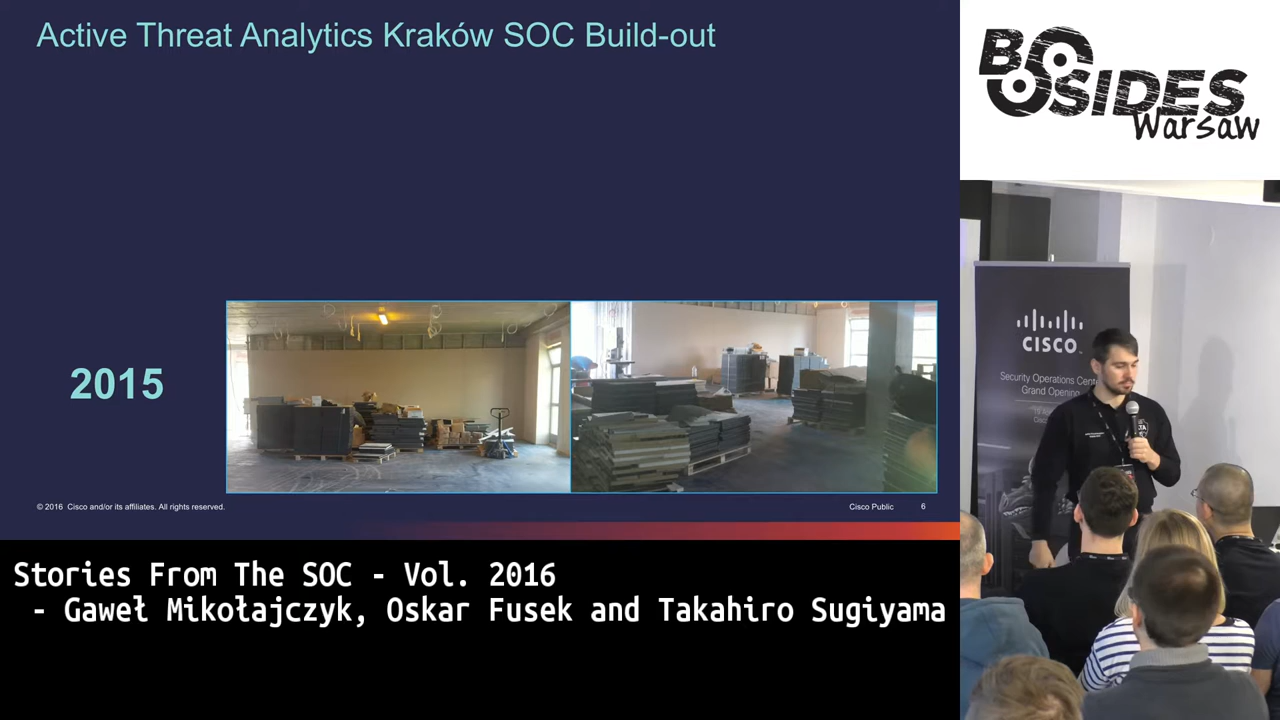 Active Threat Analytics Kraków SOC Build-out
2015
© 2016 Cisco and/or its affiliates. All rights reserved.
Cisco Public
6
BSIDES
Warsaw
CISCO
Security Operations Cent
Grand Opening
Stories From The SOC - Vol. 2016
- Gaweł Mikołajczyk, Oskar Fusek and Takahiro Sugiyama